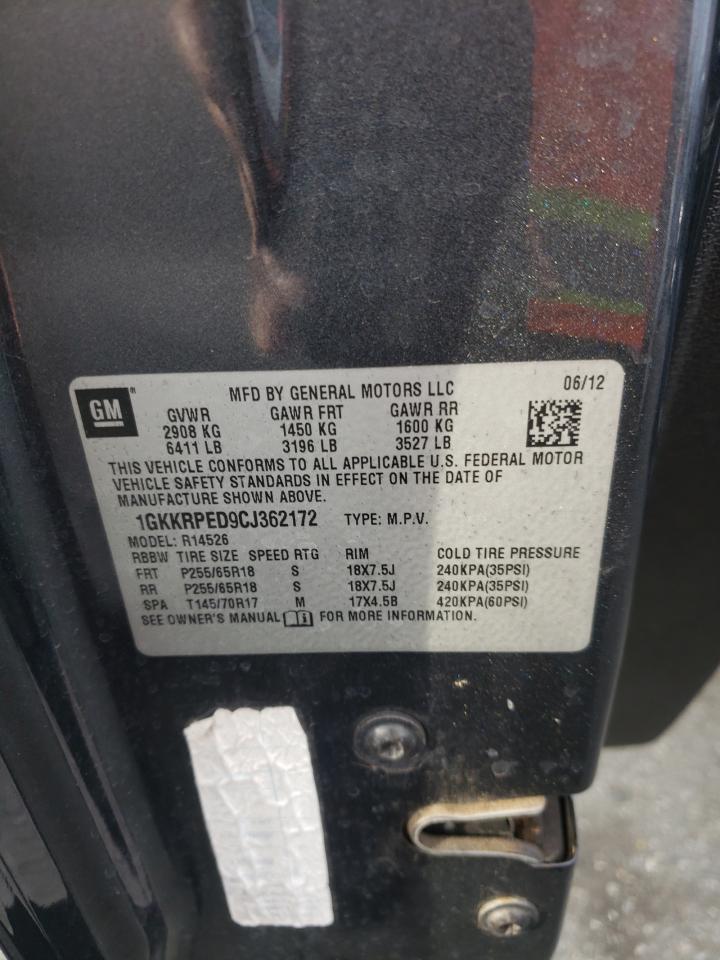 GM ®
MFD BY GENERAL MOTORS LLC 06/12
GVWR GAWR FRT GAWR RR
2908 KG 1450 KG 1600 KG
6411 LB 3196 LB 3527 LB
THIS VEHICLE CONFORMS TO ALL APPLICABLE U.S. FEDERAL MOTOR
VEHICLE SAFETY STANDARDS IN EFFECT ON THE DATE OF
MANUFACTURE SHOWN ABOVE.
1GKKRPED9CJ362172 TYPE: M.P.V.
MODEL: R14526
RBBW TIRE SIZE SPEED RTG RIM COLD TIRE PRESSURE
FRT P255/65R18 S 18X7.5J 240KPA(35PSI)
RR P255/65R18 S 18X7.5J 240KPA(35PSI)
SPA T145/70R17 M 17X4.5B 420KPA(60PSI)
SEE OWNER'S MANUAL FOR MORE INFORMATION.